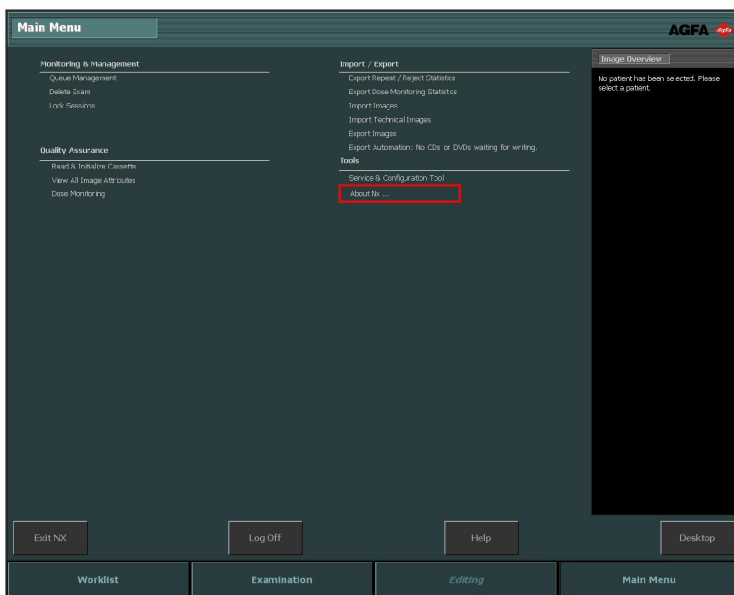 Main Menu
AGFA
Monitoring & Management
Queue Management
Delete Exam
Lock Sessions
Quality Assurance
Read & Initialize Cassette
View All Image Attributes
Dose Monitoring
Import / Export
Export Repeat / Reject Statistics
Export Dose Monitoring Statistics
Import Images
Import Technical Images
Export Images
Export Automation: No CDs or DVDs waiting for writing.
Tools
Service & Configuration Tool
About Nx ...
Image Overview
No patient has been selected. Please
select a patient.
Exit NX
Log Off
Help
Desktop
Worklist
Examination
Editing
Main Menu